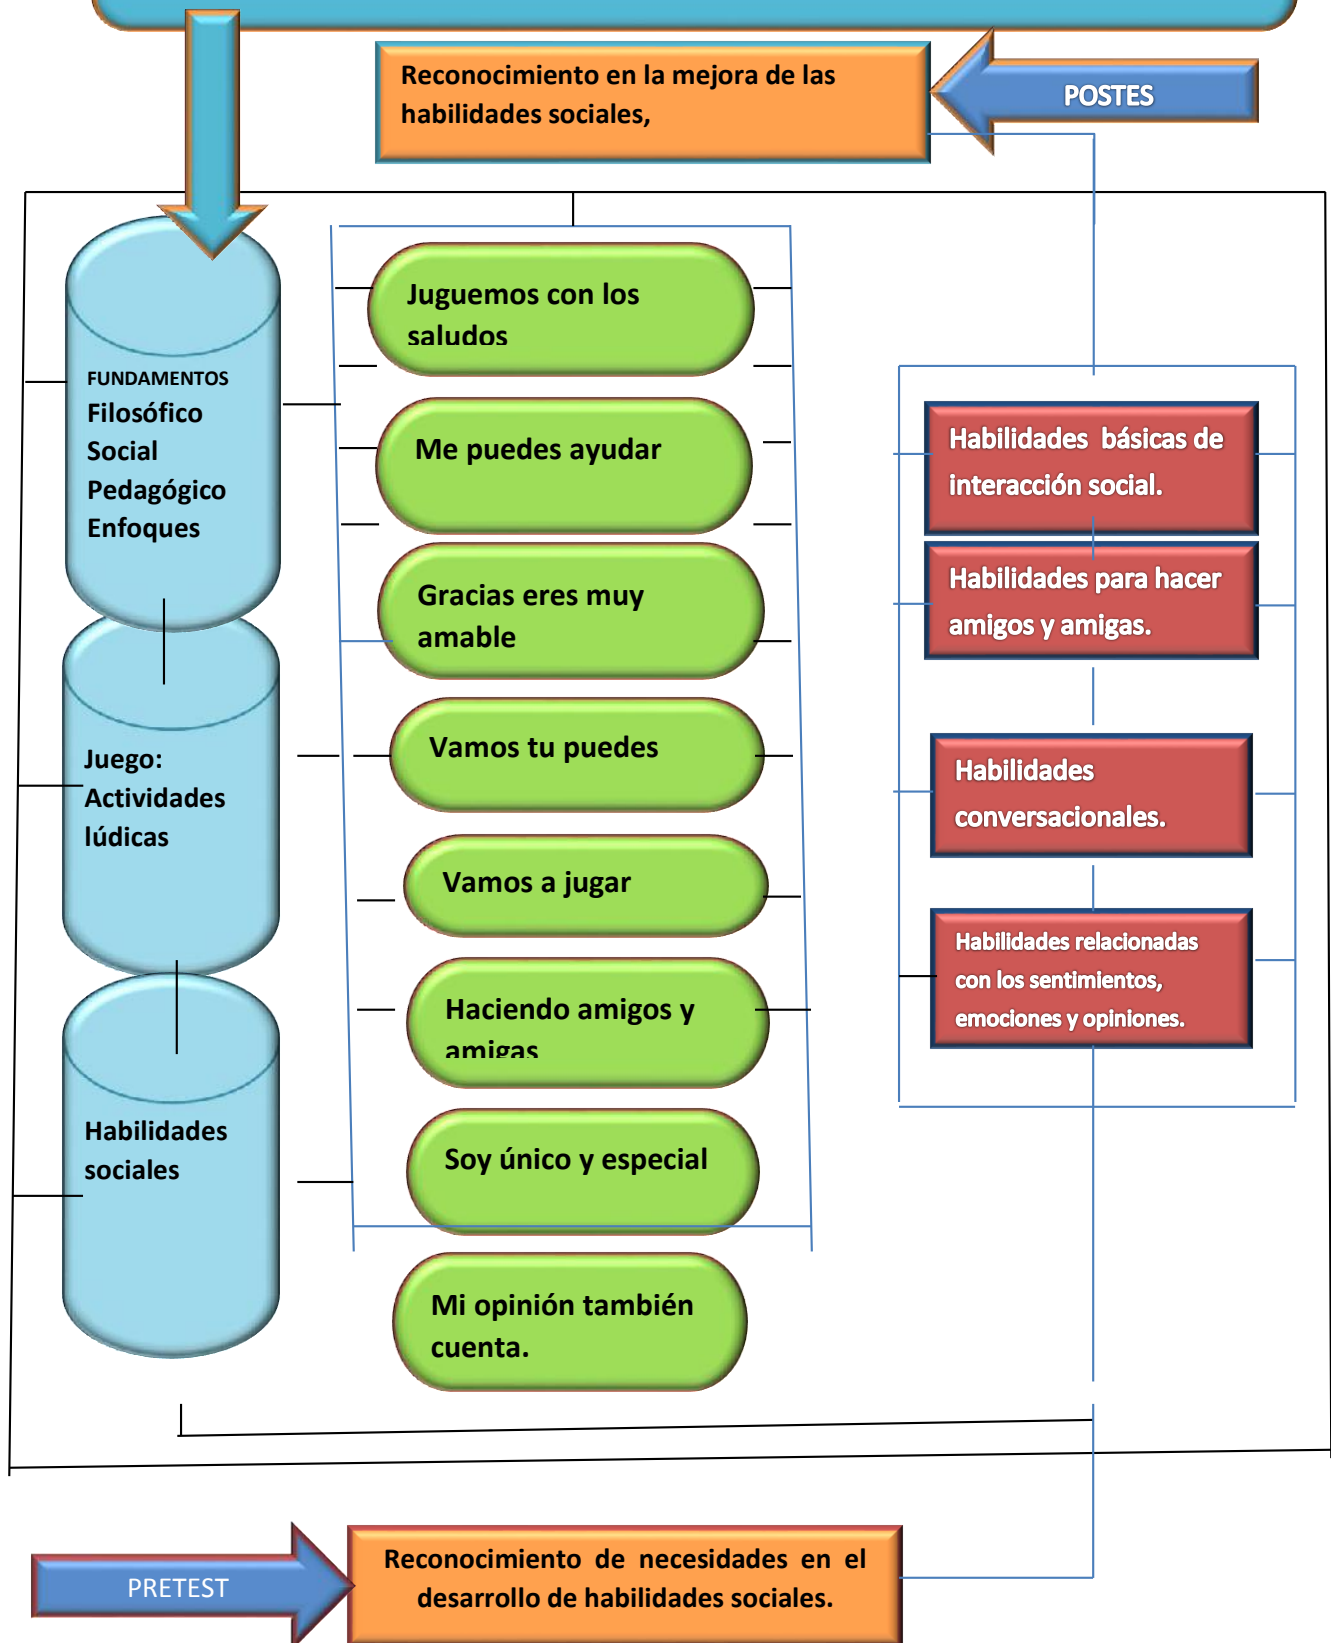 Reconocimiento en la mejora de las
habilidades sociales,
POSTES
FUNDAMENTOS
Filosófico
Social
Pedagógico
Enfoques
Juego:
Actividades
lúdicas
Habilidades
sociales
Juguemos con los
saludos
Me puedes ayudar
Gracias eres muy
amable
Vamos tu puedes
Vamos a jugar
Haciendo amigos y
amigas
Soy único y especial
Mi opinión también
cuenta.
Habilidades básicas de
interacción social.
Habilidades para hacer
amigos y amigas.
Habilidades
conversacionales.
Habilidades relacionadas
con los sentimientos,
emociones y opiniones.
PRETEST
Reconocimiento de necesidades en el
desarrollo de habilidades sociales.